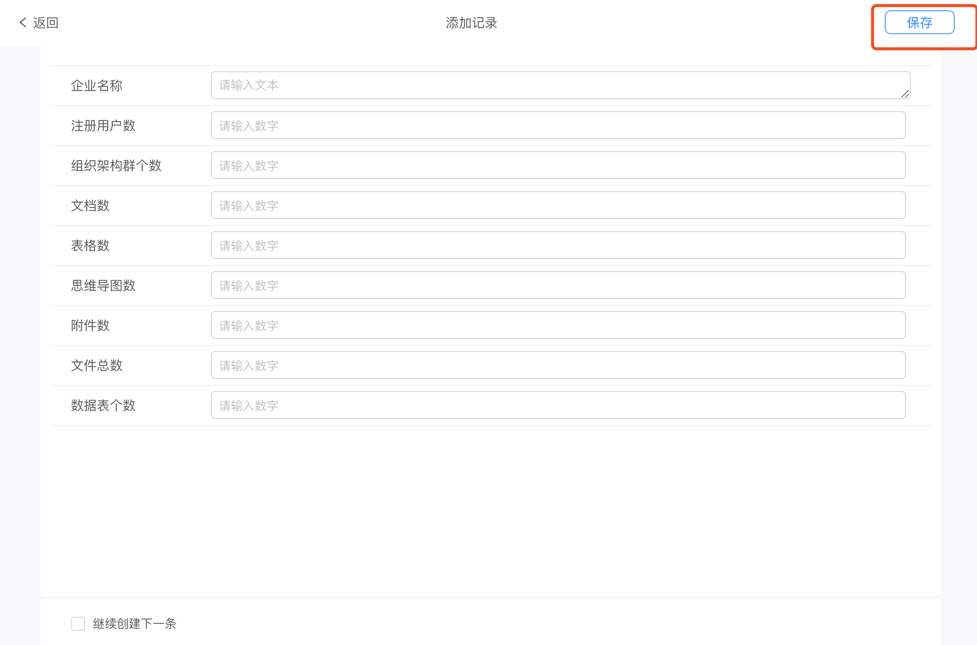 返回 添加记录 保存
企业名称 请输入文本
注册用户数 请输入数字
组织架构群个数 请输入数字
文档数 请输入数字
表格数 请输入数字
思维导图数 请输入数字
附件数 请输入数字
文件总数 请输入数字
数据表个数 请输入数字
继续创建下一条